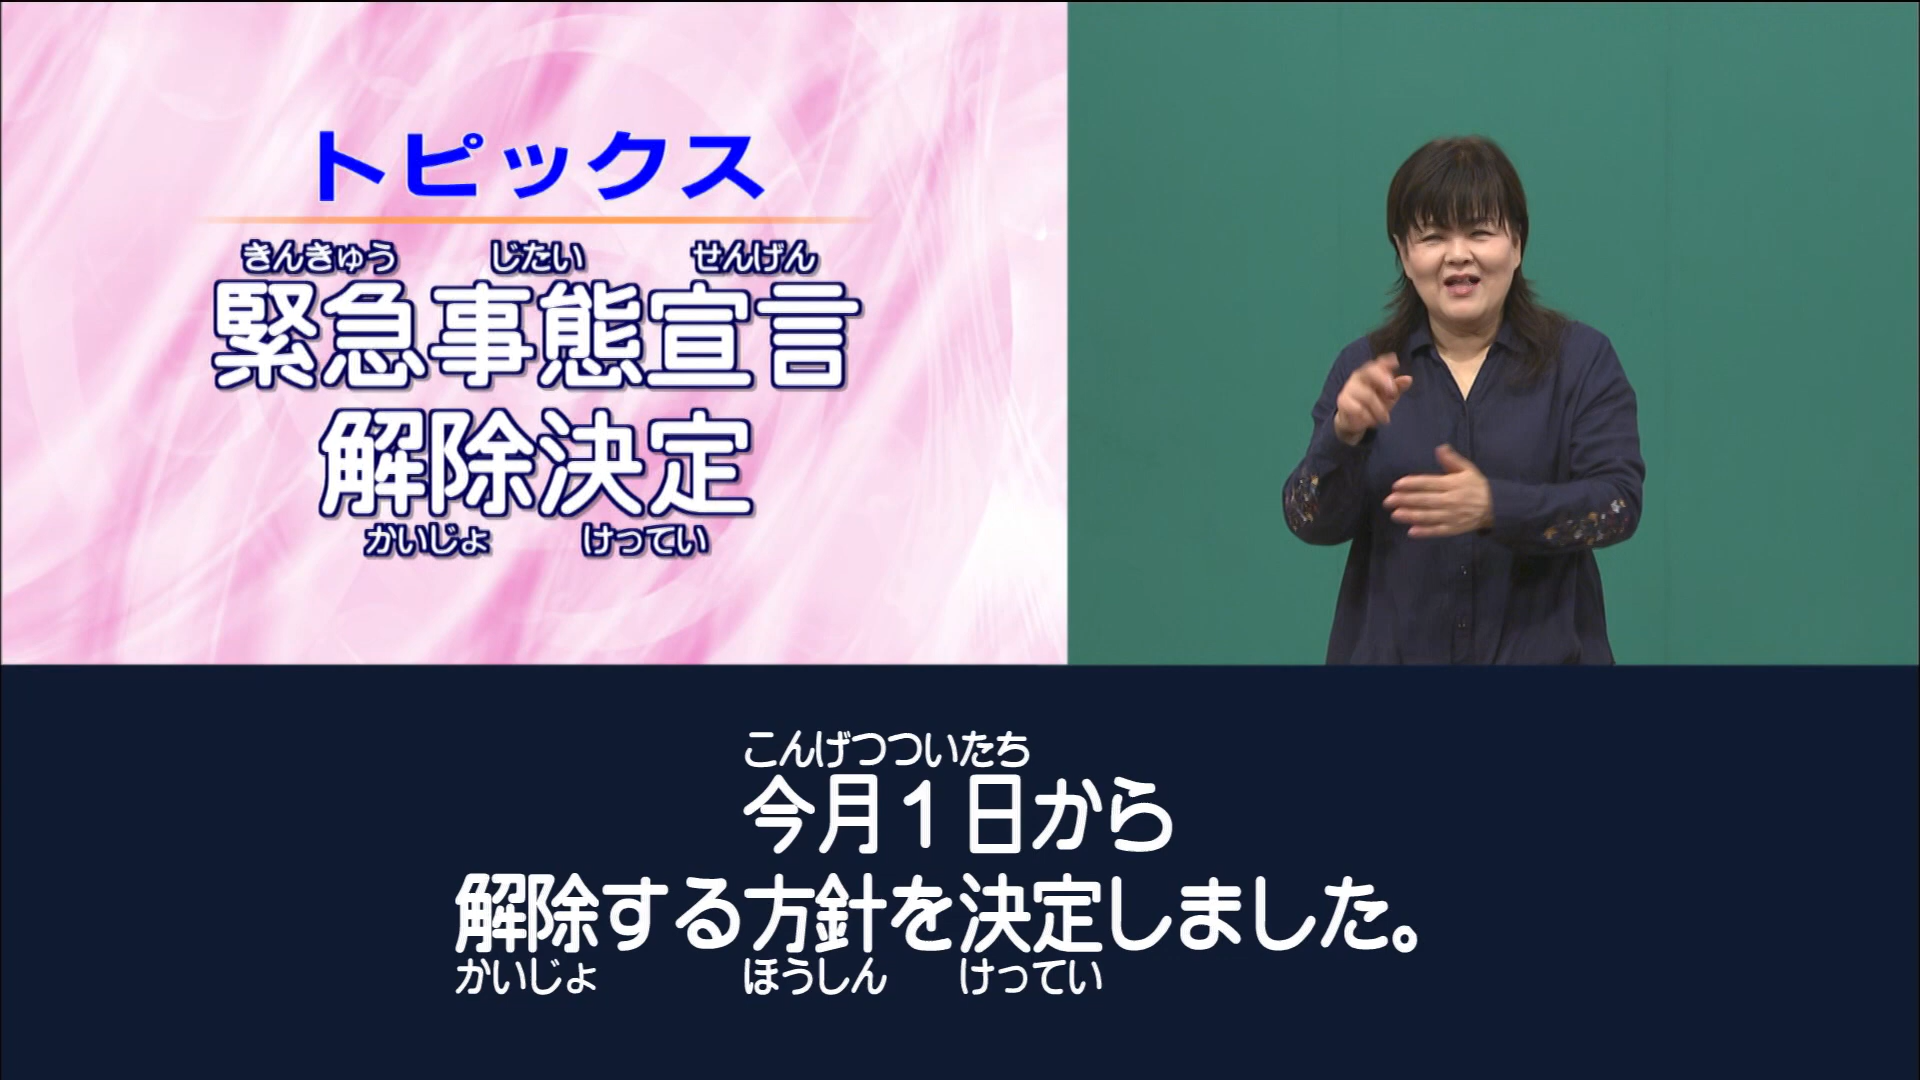 トピックス
きんきゅう じたい せんげん
緊急事態宣言
解除決定
かいじょ けってい
こんげつついたち
今月１日から
解除する方針を決定しました。
かいじょ ほうしん けってい